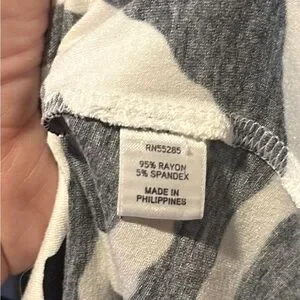 RN55285
95% RAYON
5% SPANDEX
MADE IN
PHILIPPINES